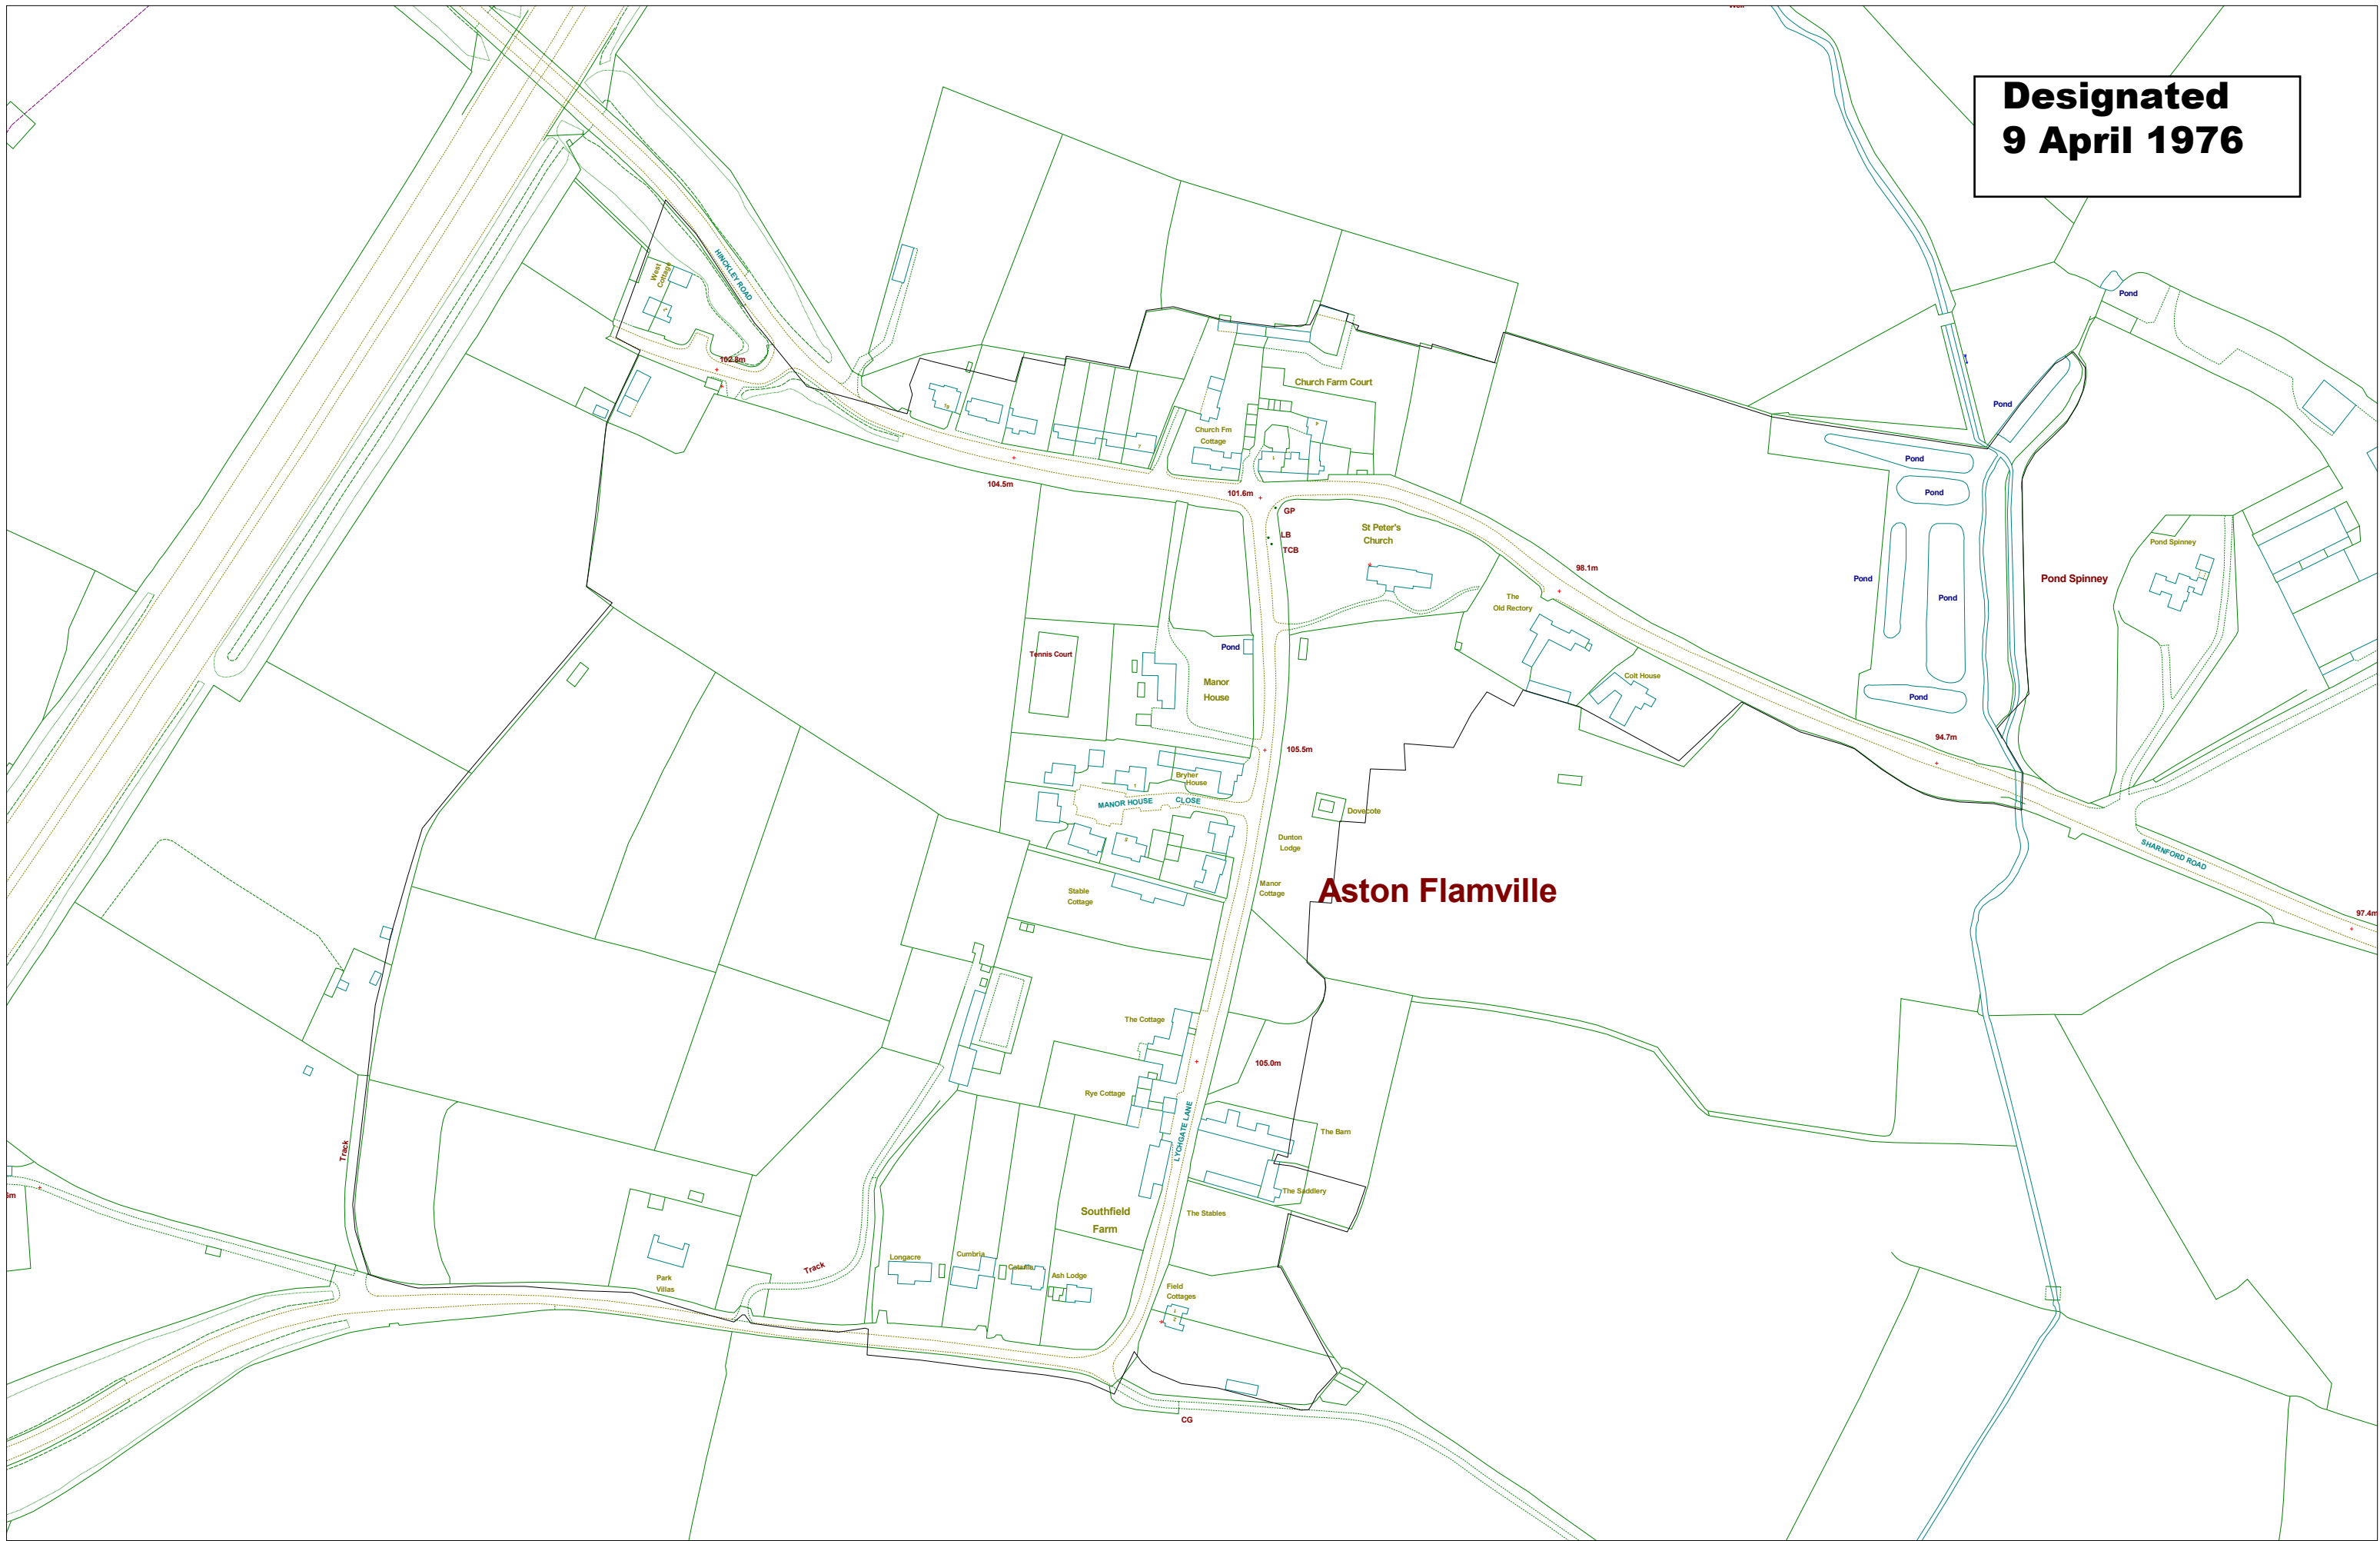 Designated
9 April 1976
HINCKLEY ROAD
West
Cottage
102.8m
Pond
Church Farm Court
Pond
Church Fm
Cottage
Pond
104.5m
101.6m
Pond
GP
St Peter's
Church
LB
TCB
Pond Spinney
98.1m
Pond
Pond Spinney
The
Old Rectory
Pond
Tennis Court
Pond
Manor
House
Colt House
Pond
94.7m
105.5m
Bryher
House
MANOR HOUSE CLOSE
Dovecote
Dunton
Lodge
SHARNFORD ROAD
Stable
Cottage
Manor
Cottage
Aston Flamville
97.4m
The Cottage
105.0m
Rye Cottage
LYCHGATE LANE
The Barn
Track
The Saddlery
Southfield
Farm
The Stables
Longacre
Cumbria
Ash Lodge
Track
Park
Villas
Field
Cottages
CG